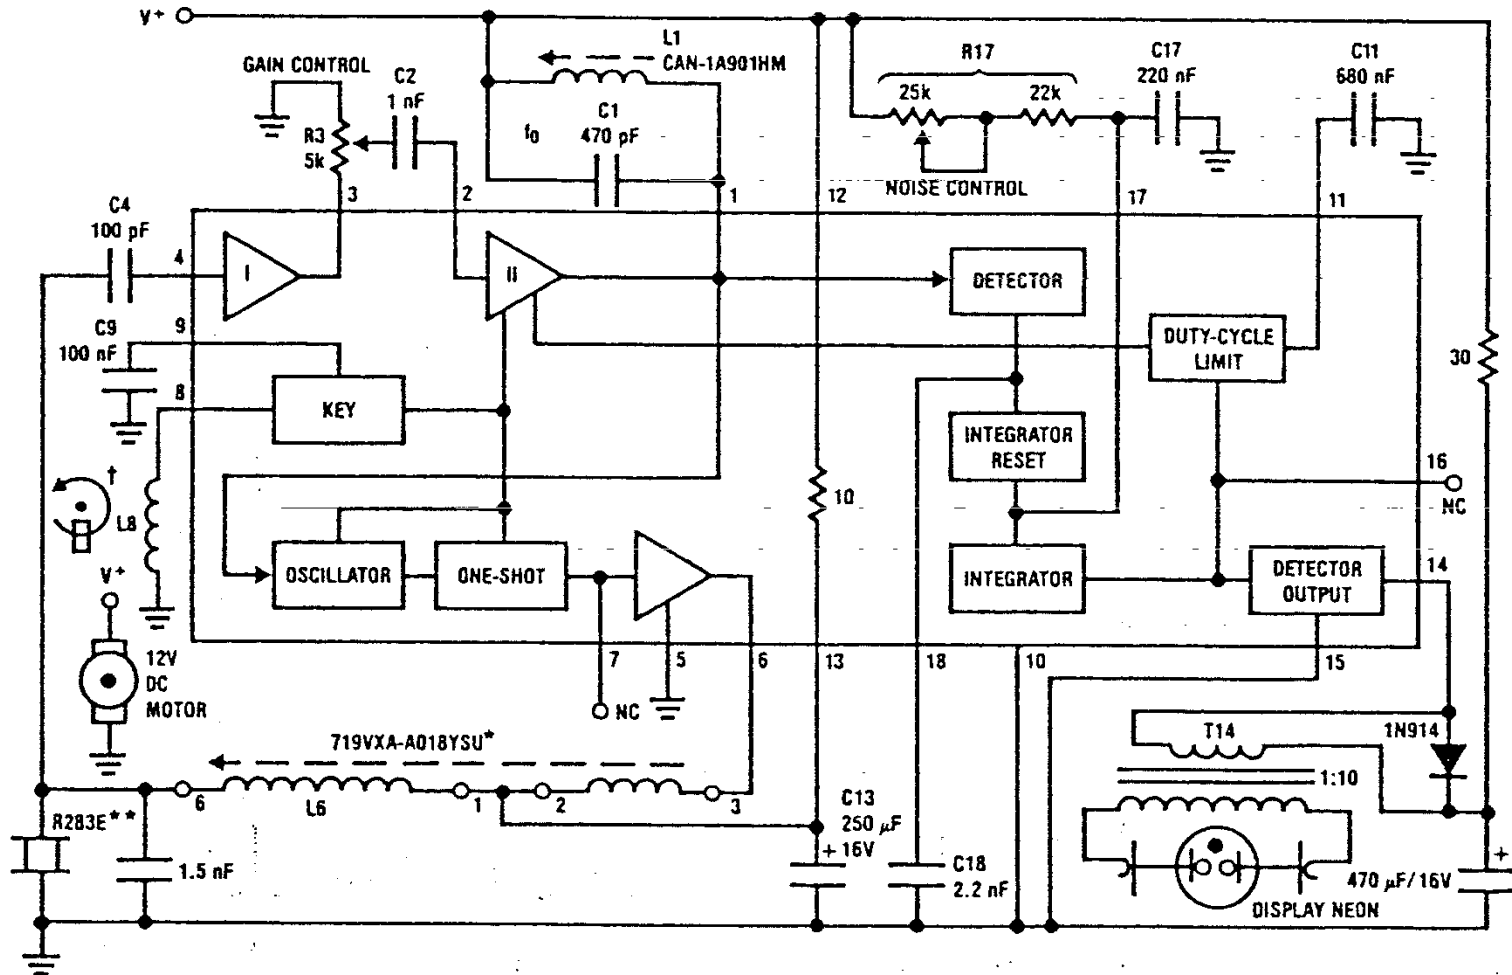 V+
L1
CAN-1A901HM
GAIN CONTROL
C2
1 nF
R3
5k
f0
C1
470 pF
R17
25k
22k
NOISE CONTROL
C17
220 nF
C11
680 nF
3
2
1
12
17
11
C4
100 pF
4
I
II
DETECTOR
C9
100 nF
9
8
KEY
DUTY-CYCLE
LIMIT
30
INTEGRATOR
RESET
16
NC
10
†
L8
V+
OSCILLATOR
ONE-SHOT
INTEGRATOR
DETECTOR
OUTPUT
14
12V
DC
MOTOR
7
5
6
13
18
10
15
NC
719VXA-A018YSU*
6
L6
1
2
3
T14
1N914
1:10
R283E**
1.5 nF
C13
250 µF
+ 16V
C18
2.2 nF
+
470 µF/16V
DISPLAY NEON